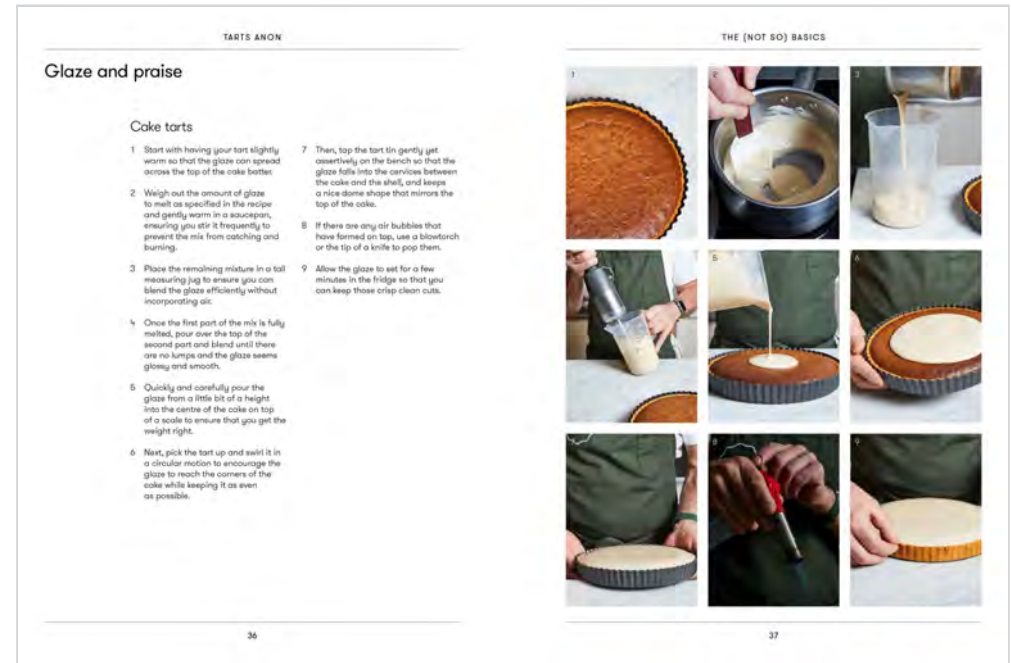 TARTS ANON
Glaze and praise
Cake tarts
1 Start with having your tart slightly
warm so that the glaze can spread
across the top of the cake batter.
2 Weigh out the amount of glaze
to melt as specified in the recipe
and gently warm in a saucepan,
ensuring you stir it frequently to
prevent the mix from catching and
burning.
3 Place the remaining mixture in a tall
measuring jug to ensure you can
blend the glaze efficiently without
incorporating air.
4 Once the first part of the mix is fully
melted, pour over the top of the
second part and blend until there
are no lumps and the glaze seems
glossy and smooth.
5 Quickly and carefully pour the
glaze from a little bit of a height
into the centre of the cake on top
of a scale to ensure that you get the
weight right.
6 Next, pick the tart up and swirl it in
a circular motion to encourage the
glaze to reach the corners of the
cake while keeping it as even
as possible.
7 Then, tap the tart tin gently yet
assertively on the bench so that the
glaze falls into the cervices between
the cake and the shell, and keeps
a nice dome shape that mirrors the
top of the cake.
8 If there are any air bubbles that
have formed on top, use a blowtorch
or the tip of a knife to pop them.
9 Allow the glaze to set for a few
minutes in the fridge so that you
can keep those crisp clean cuts.
36
THE (NOT SO) BASICS
1
2
3
5
6
8
9
37